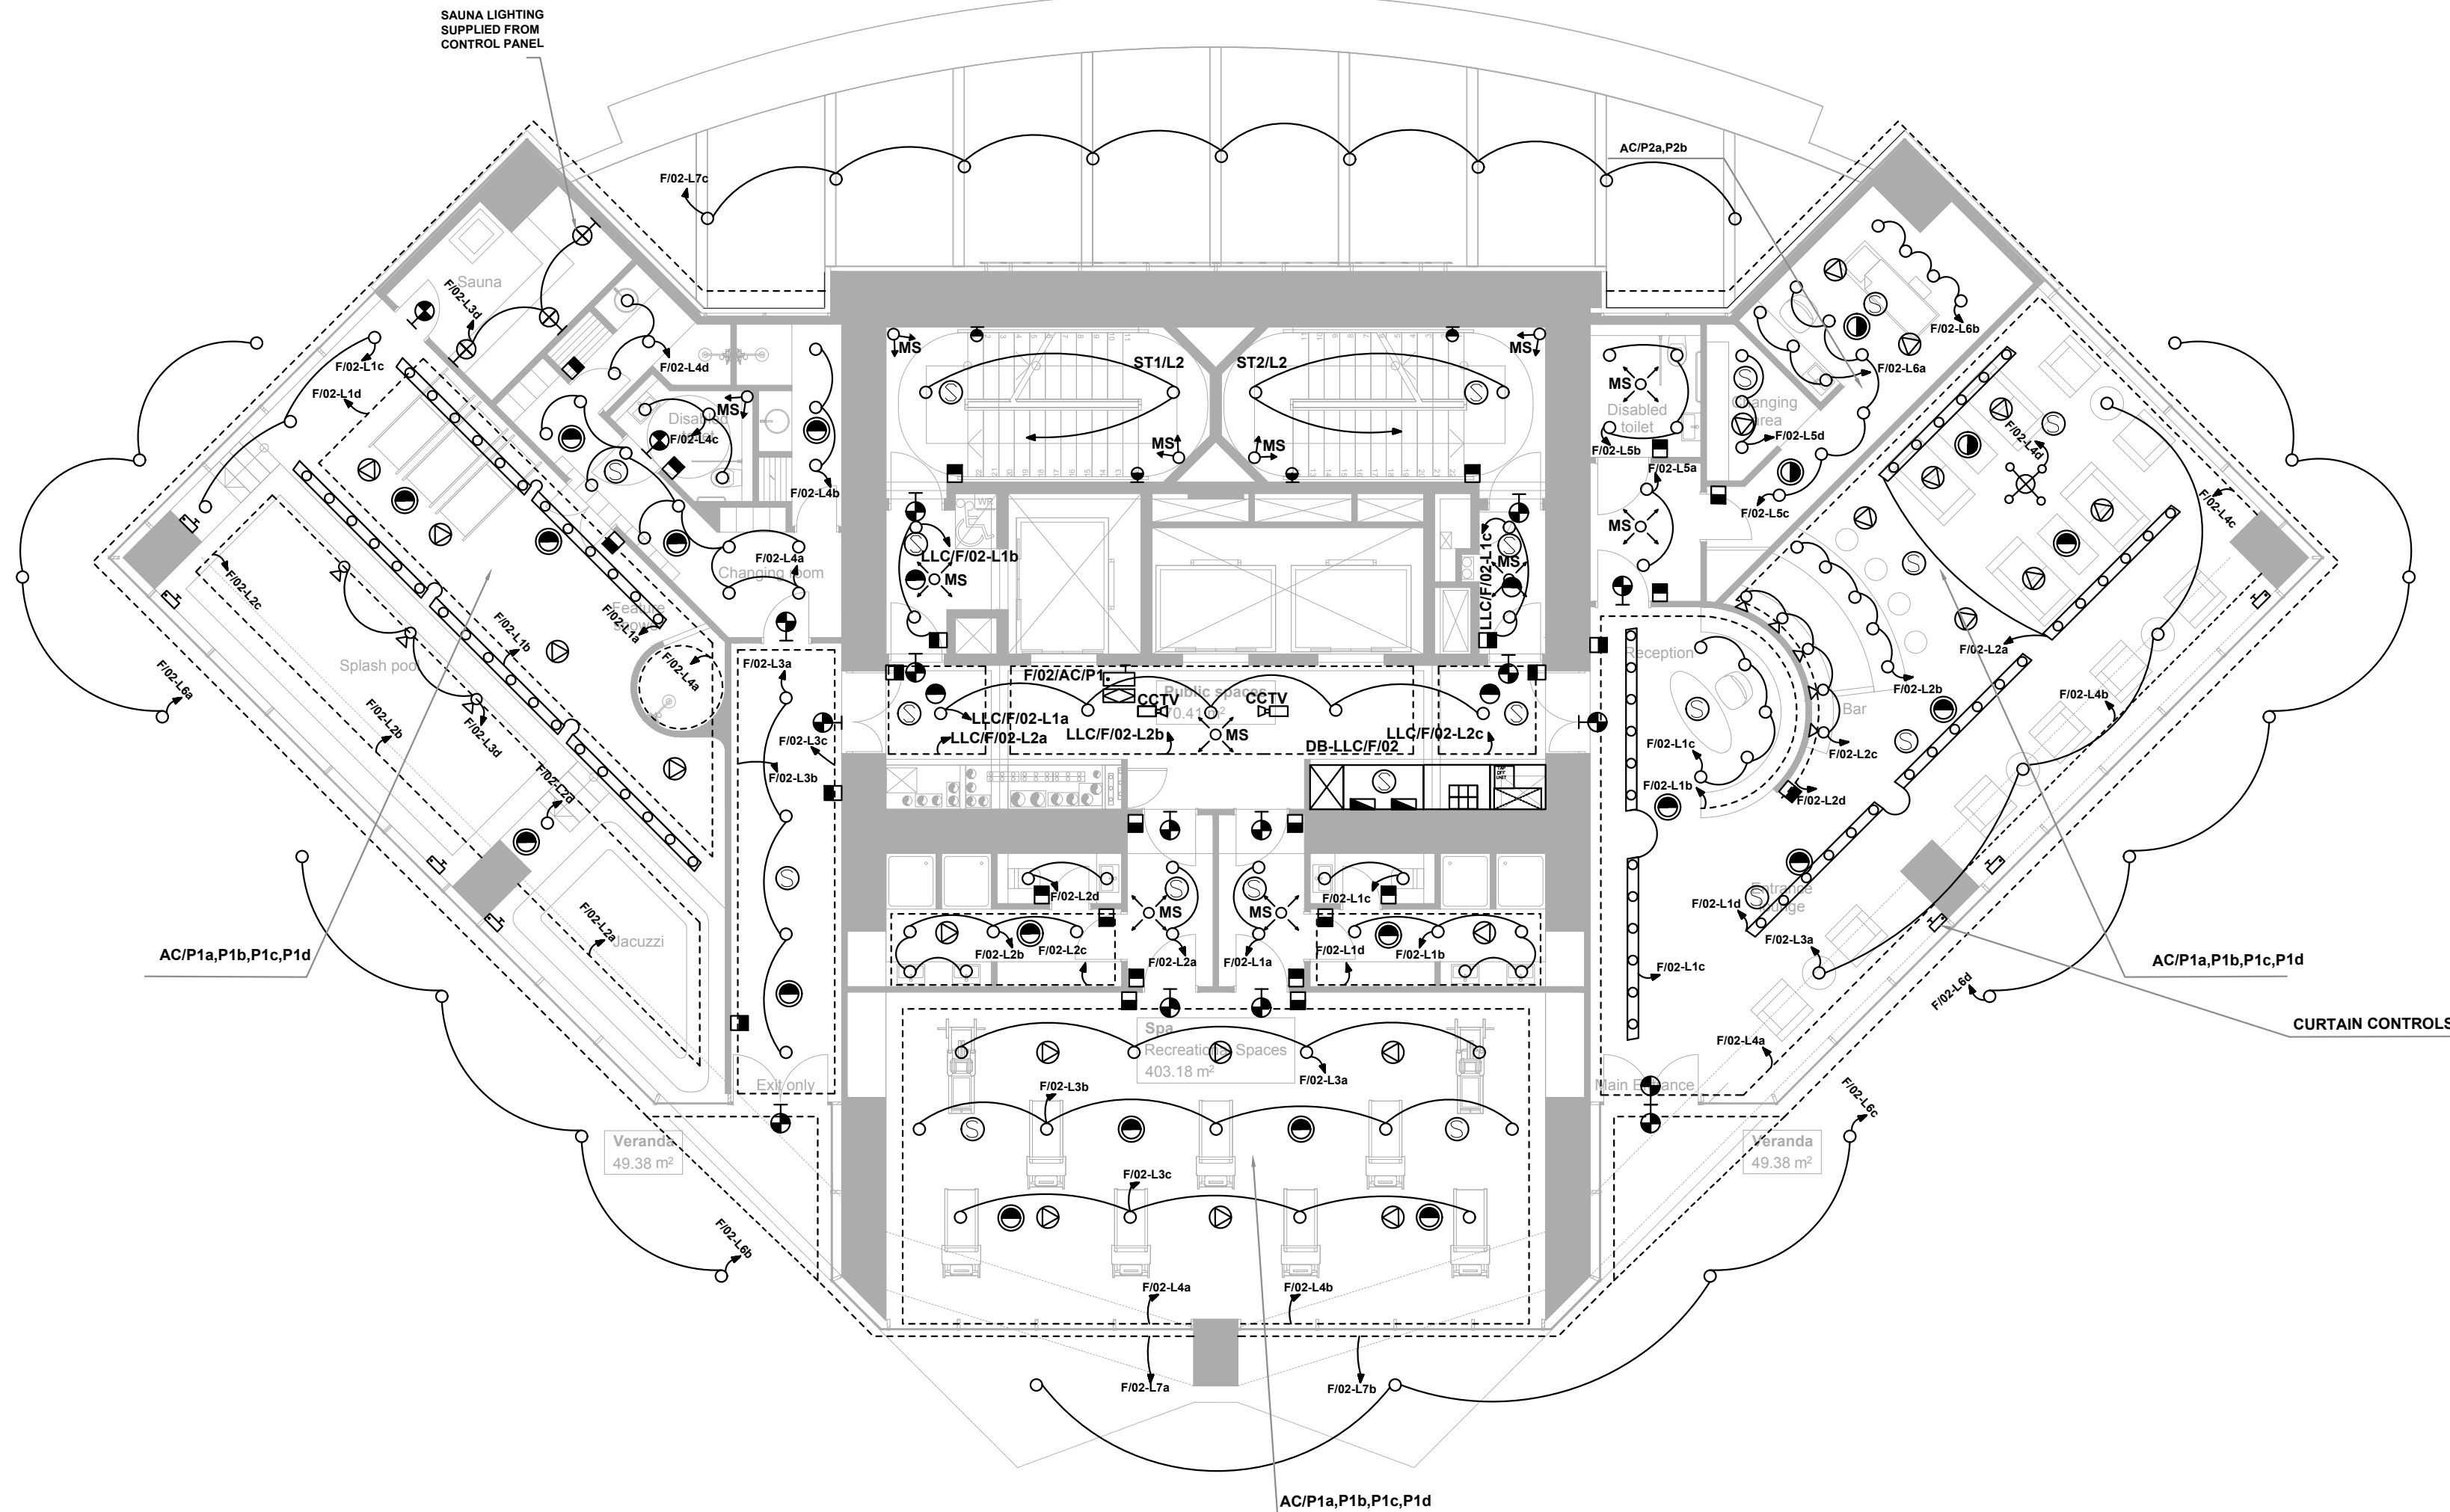 SAUNA LIGHTING
SUPPLIED FROM
CONTROL PANEL
AC/P2a,P2b
F/02-L7c
Sauna
F/02-L3d
F/02-L1c
F/02-L1d
F/02-L4d
MS
Disabled
F/02-L4c
F/02-L4b
F/02-L4a
Changing room
Feature
F/02-L1a
F/02-L1b
F/02-L4a
F/02-L2c
Splash pool
F/02-L6a
F/02-L2b
F/02-L3d
F/02-L2d
F/02-L2a
Jacuzzi
AC/P1a,P1b,P1c,P1d
F/02-L3a
F/02-L3c
F/02-L3b
Exit only
Veranda
49.38 m²
F/02-L6b
MS
ST1/L2
ST2/L2
MS
MS
MS
WR
LLC/F/02-L1b
MS
LLC/F/02-L1c
MS
F/02/AC/P1
Public spaces
70.41 m²
CCTV
CCTV
LLC/F/02-L1a
LLC/F/02-L2a
LLC/F/02-L2b
MS
DB-LLC/F/02
LLC/F/02-L2c
F/02-L2d
MS
MS
F/02-L1c
F/02-L2b
F/02-L2c
F/02-L2a
F/02-L1a
F/02-L1d
F/02-L1b
Spa
Recreational Spaces
403.18 m²
F/02-L3a
F/02-L3b
F/02-L3c
F/02-L4a
F/02-L4b
F/02-L7a
F/02-L7b
AC/P1a,P1b,P1c,P1d
MS
Disabled
toilet
F/02-L5b
F/02-L5a
MS
Changing
area
F/02-L5d
F/02-L5c
F/02-L6b
F/02-L6a
F/02-L4d
F/02-L4c
F/02-L2a
F/02-L2b
Reception
Bar
F/02-L2c
F/02-L2d
F/02-L1c
F/02-L1b
F/02-L4b
Entrance
lounge
F/02-L1d
F/02-L3a
F/02-L1c
F/02-L4a
Main Entrance
F/02-L6d
F/02-L6c
Veranda
49.38 m²
AC/P1a,P1b,P1c,P1d
CURTAIN CONTROLS